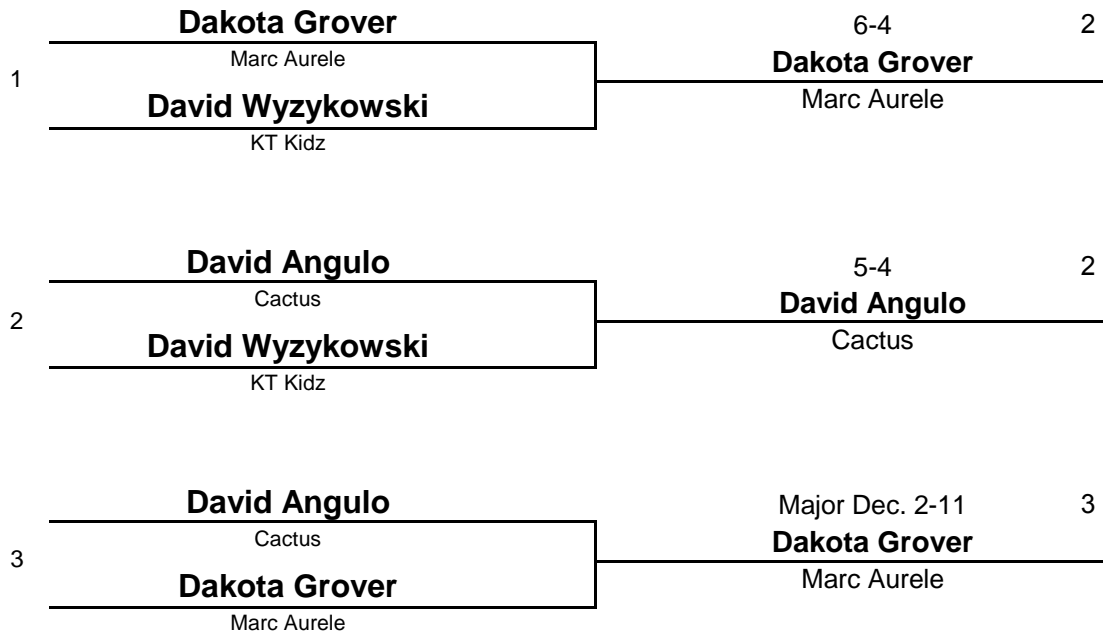 Dakota Grover
6-4 2
Marc Aurele
Dakota Grover
1
David Wyzykowski
Marc Aurele
KT Kidz
David Angulo
5-4 2
Cactus
David Angulo
2
David Wyzykowski
Cactus
KT Kidz
David Angulo
Major Dec. 2-11 3
Cactus
Dakota Grover
3
Dakota Grover
Marc Aurele
Marc Aurele